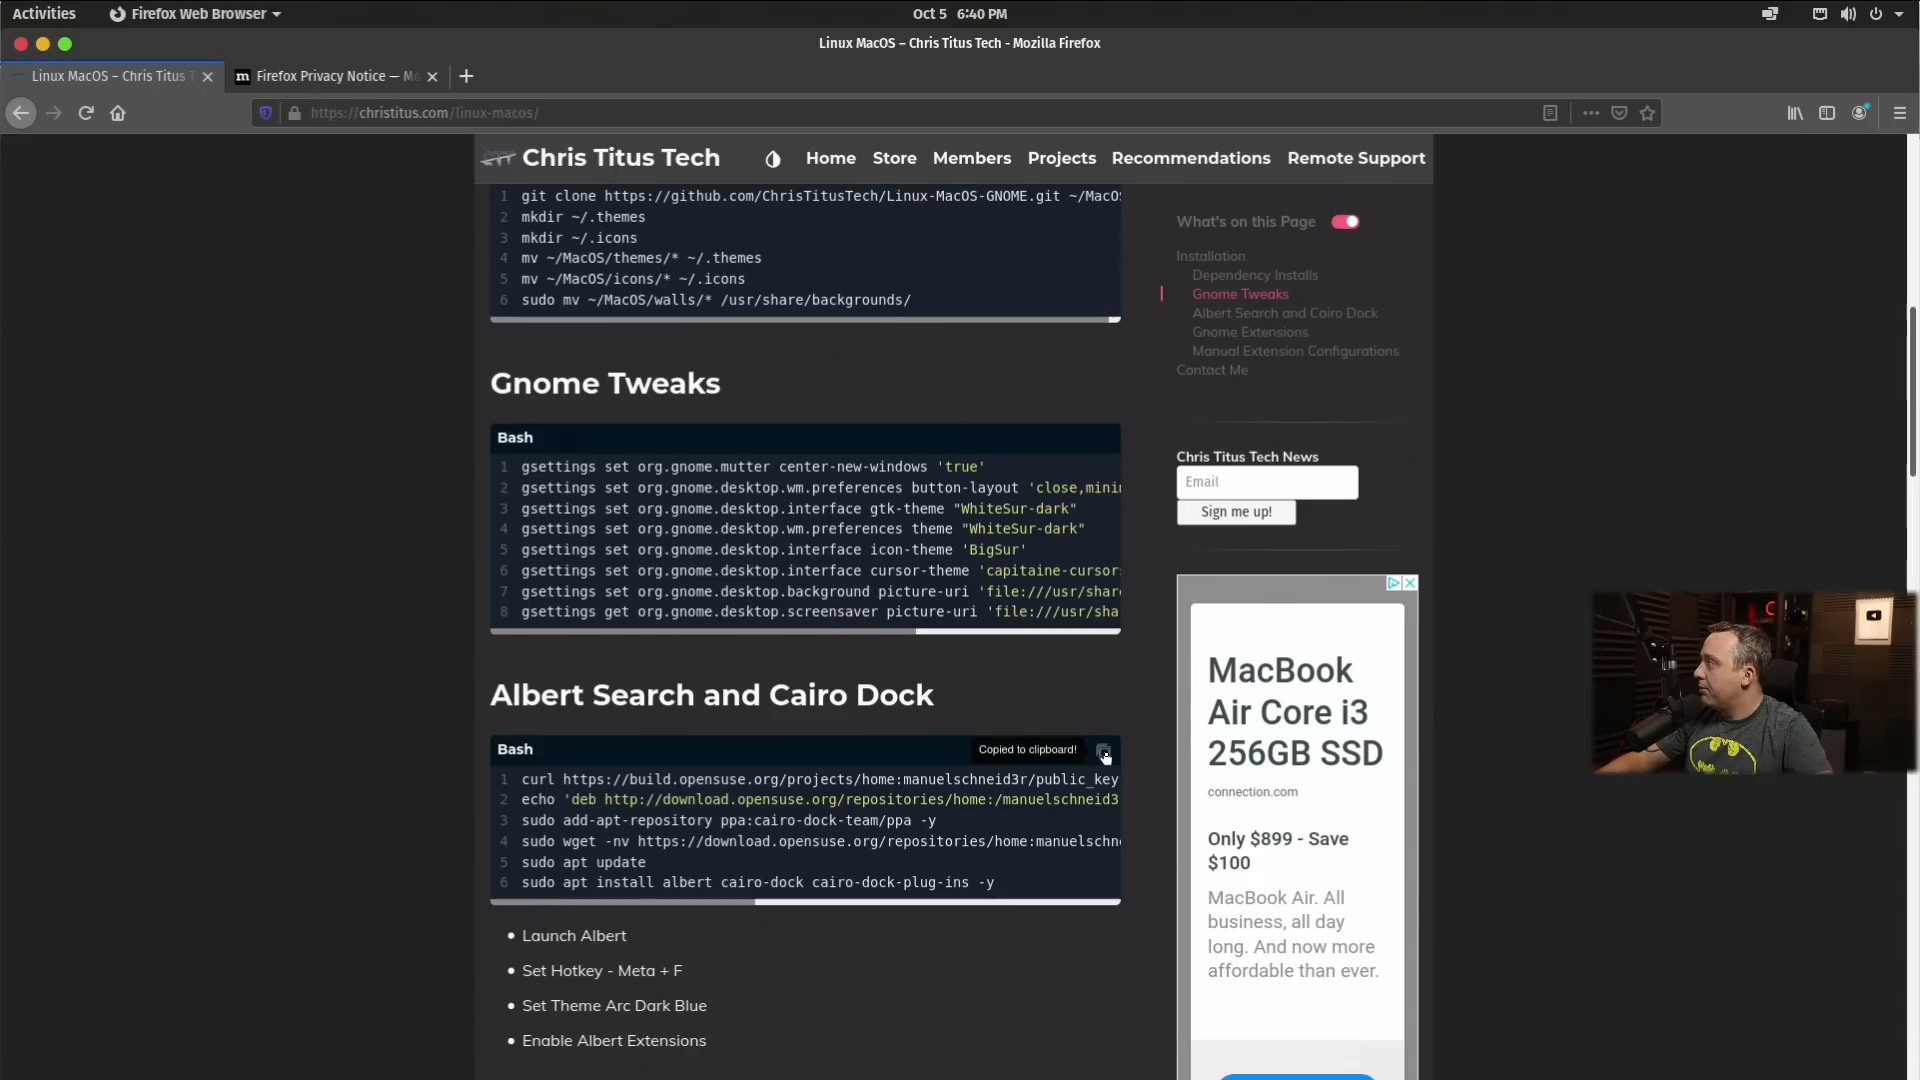 Activities
Firefox Web Browser
Oct 5 6:40 PM
Linux MacOS – Chris Titus Tech - Mozilla Firefox
Linux MacOS – Chris Titus T
m Firefox Privacy Notice — Mo
https://christitus.com/linux-macos/
Chris Titus Tech
Home Store Members Projects Recommendations Remote Support
1 git clone https://github.com/ChrisTitusTech/Linux-MacOS-GNOME.git ~/MacOS
2 mkdir ~/.themes
3 mkdir ~/.icons
4 mv ~/MacOS/themes/* ~/.themes
5 mv ~/MacOS/icons/* ~/.icons
6 sudo mv ~/MacOS/walls/* /usr/share/backgrounds/
Gnome Tweaks
Bash
1 gsettings set org.gnome.mutter center-new-windows 'true'
2 gsettings set org.gnome.desktop.wm.preferences button-layout 'close,minim
3 gsettings set org.gnome.desktop.interface gtk-theme "WhiteSur-dark"
4 gsettings set org.gnome.desktop.wm.preferences theme "WhiteSur-dark"
5 gsettings set org.gnome.desktop.interface icon-theme 'BigSur'
6 gsettings set org.gnome.desktop.interface cursor-theme 'capitaine-cursors
7 gsettings set org.gnome.desktop.background picture-uri 'file:///usr/share
8 gsettings get org.gnome.desktop.screensaver picture-uri 'file:///usr/sha
Albert Search and Cairo Dock
Bash
Copied to clipboard!
1 curl https://build.opensuse.org/projects/home:manuelschneid3r/public_key
2 echo 'deb http://download.opensuse.org/repositories/home:/manuelschneid3
3 sudo add-apt-repository ppa:cairo-dock-team/ppa -y
4 sudo wget -nv https://download.opensuse.org/repositories/home:manuelschne
5 sudo apt update
6 sudo apt install albert cairo-dock cairo-dock-plug-ins -y
• Launch Albert
• Set Hotkey - Meta + F
• Set Theme Arc Dark Blue
• Enable Albert Extensions
What's on this Page
Installation
Dependency Installs
Gnome Tweaks
Albert Search and Cairo Dock
Gnome Extensions
Manual Extension Configurations
Contact Me
Chris Titus Tech News
Email
Sign me up!
MacBook
Air Core i3
256GB SSD
connection.com
Only $899 - Save
$100
MacBook Air. All
business, all day
long. And now more
affordable than ever.